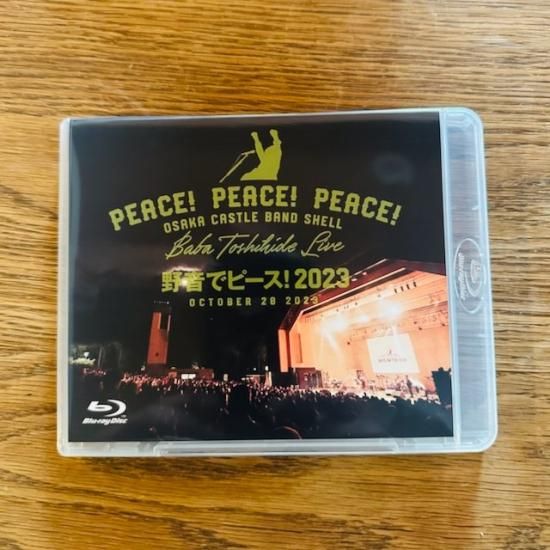 PEACE! PEACE! PEACE!
OSAKA CASTLE BAND SHELL
Baba Toshihide Live
野音でピース!2023
OCTOBER 28 2023
Blu-ray Disc